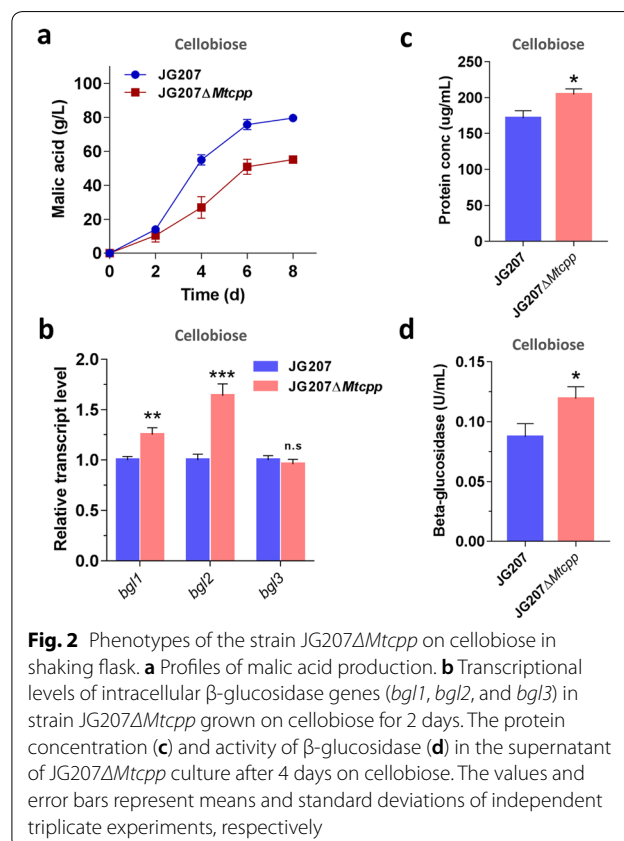 a
Cellobiose
JG207
JG207ΔMtcpp
Malic acid (g/L)
100
80
60
40
20
0
0 2 4 6 8
Time (d)
b
Cellobiose
JG207
JG207ΔMtcpp
Relative transcript level
2.0
1.5
1.0
0.5
0.0
** *** n.s
bgl1 bgl2 bgl3
c
Cellobiose
Protein conc (ug/mL)
250
200
150
100
50
0
*
JG207
JG207ΔMtcpp
d
Cellobiose
Beta-glucosidase (U/mL)
0.15
0.10
0.05
0.00
*
JG207
JG207ΔMtcpp
Fig. 2 Phenotypes of the strain JG207ΔMtcpp on cellobiose in
shaking flask. a Profiles of malic acid production. b Transcriptional
levels of intracellular β-glucosidase genes (bgl1, bgl2, and bgl3) in
strain JG207ΔMtcpp grown on cellobiose for 2 days. The protein
concentration (c) and activity of β-glucosidase (d) in the supernatant
of JG207ΔMtcpp culture after 4 days on cellobiose. The values and
error bars represent means and standard deviations of independent
triplicate experiments, respectively